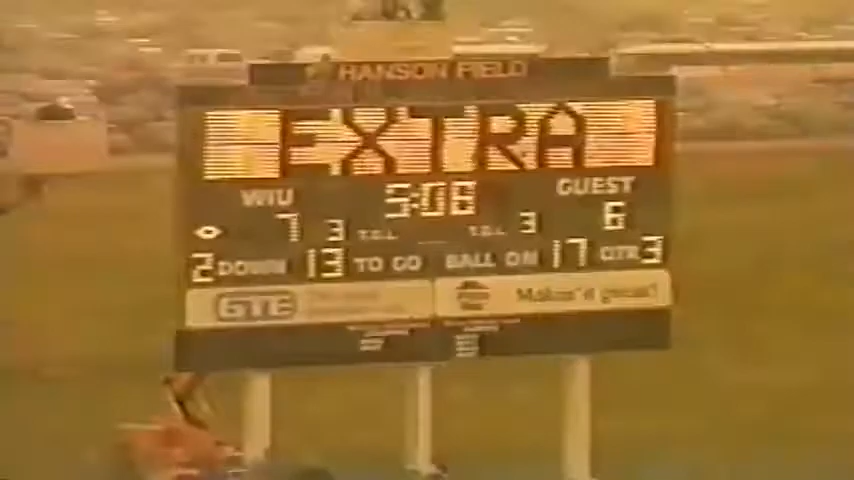 HANSON FIELD
EXTRA
WIU 5:08 GUEST
7 3 T.O.L T.O.L 3 6
2 DOWN 13 TO GO BALL ON 17 QTR 3
GTE Makin' it great!